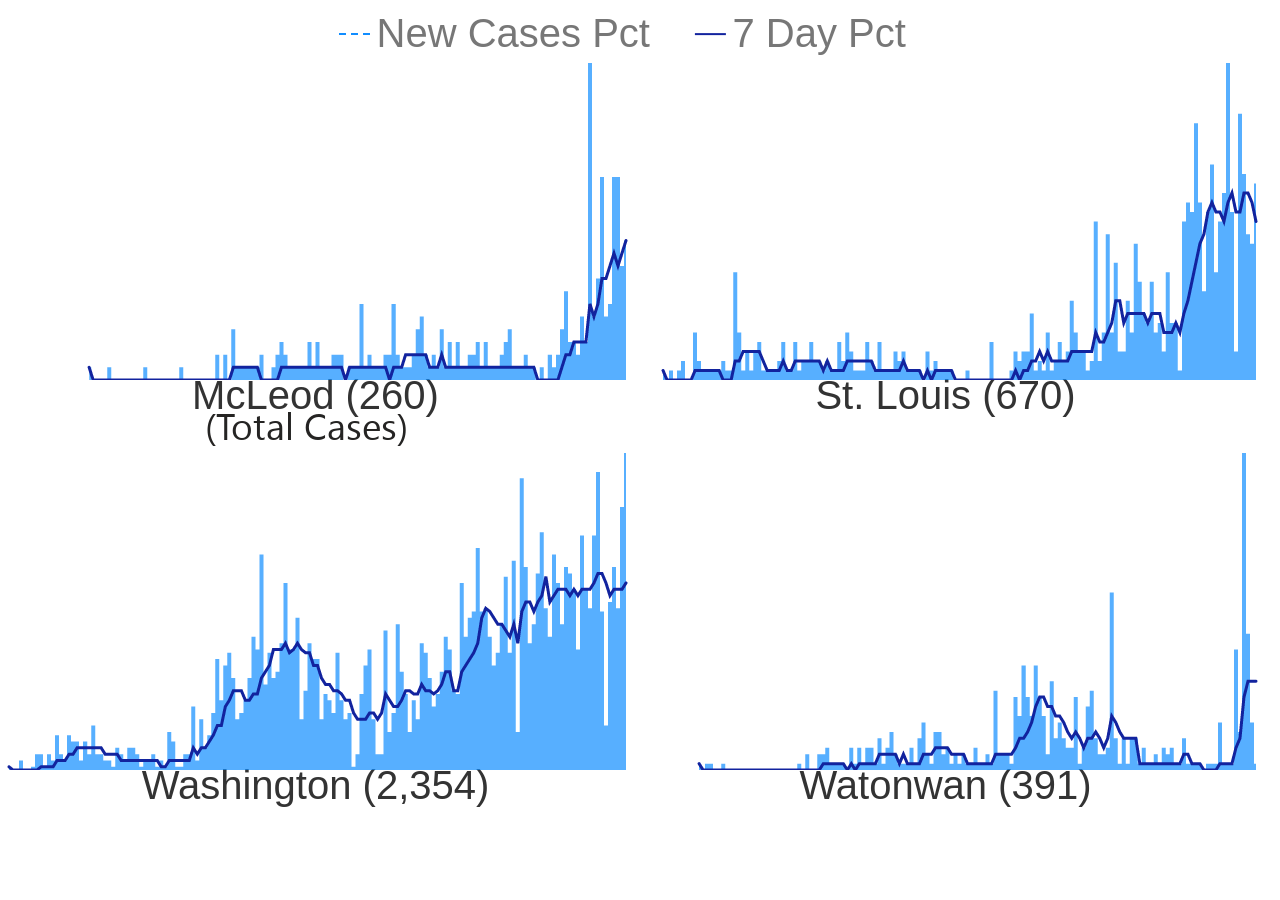 New Cases Pct 7 Day Pct
McLeod (260) St. Louis (670)
(Total Cases)
Washington (2,354) Watonwan (391)